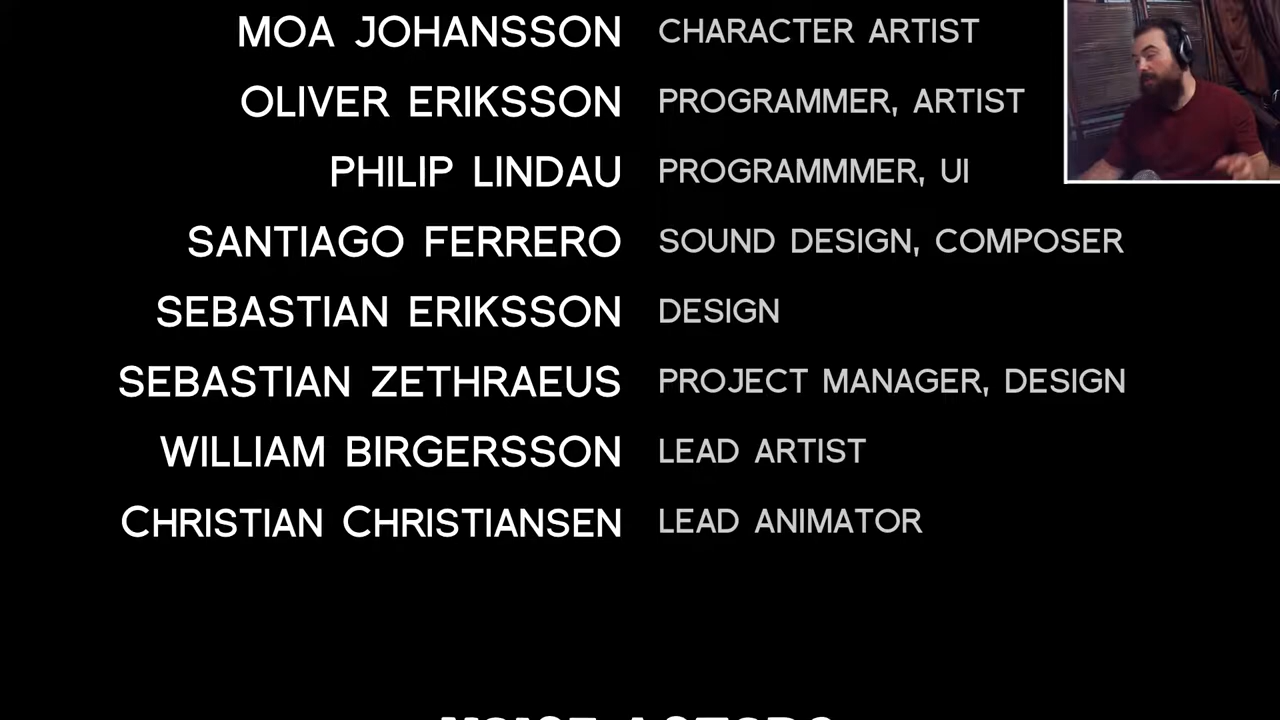 MOA JOHANSSON CHARACTER ARTIST
OLIVER ERIKSSON PROGRAMMER, ARTIST
PHILIP LINDAU PROGRAMMMER, UI
SANTIAGO FERRERO SOUND DESIGN, COMPOSER
SEBASTIAN ERIKSSON DESIGN
SEBASTIAN ZETHRAEUS PROJECT MANAGER, DESIGN
WILLIAM BIRGERSSON LEAD ARTIST
CHRISTIAN CHRISTIANSEN LEAD ANIMATOR